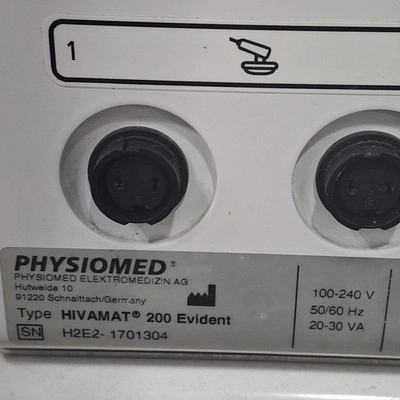 1
PHYSIOMED®
PHYSIOMED ELEKTROMEDIZIN AG
Hutweide 10
91220 Schnaittach/Germany
Type HIVAMAT® 200 Evident
SN H2E2-1701304
100-240 V
50/60 Hz
20-30 VA